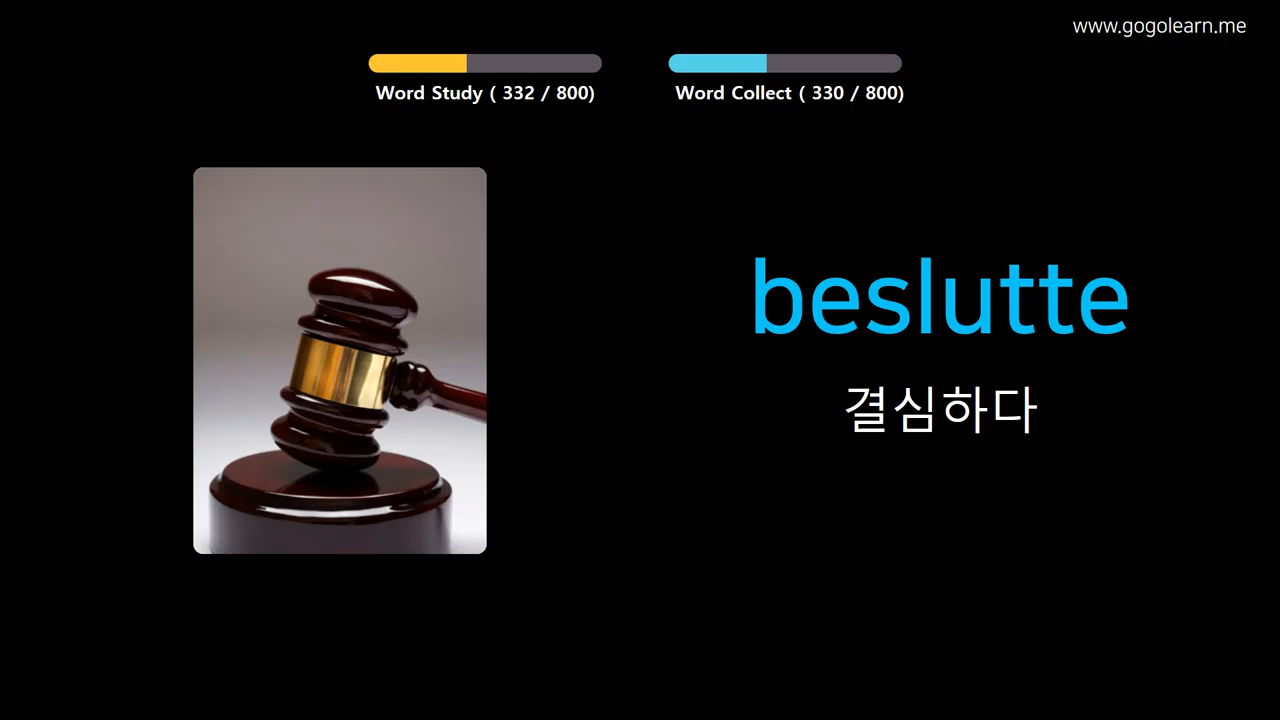 www.gogolearn.me
Word Study ( 332 / 800)
Word Collect ( 330 / 800)
beslutte
결심하다